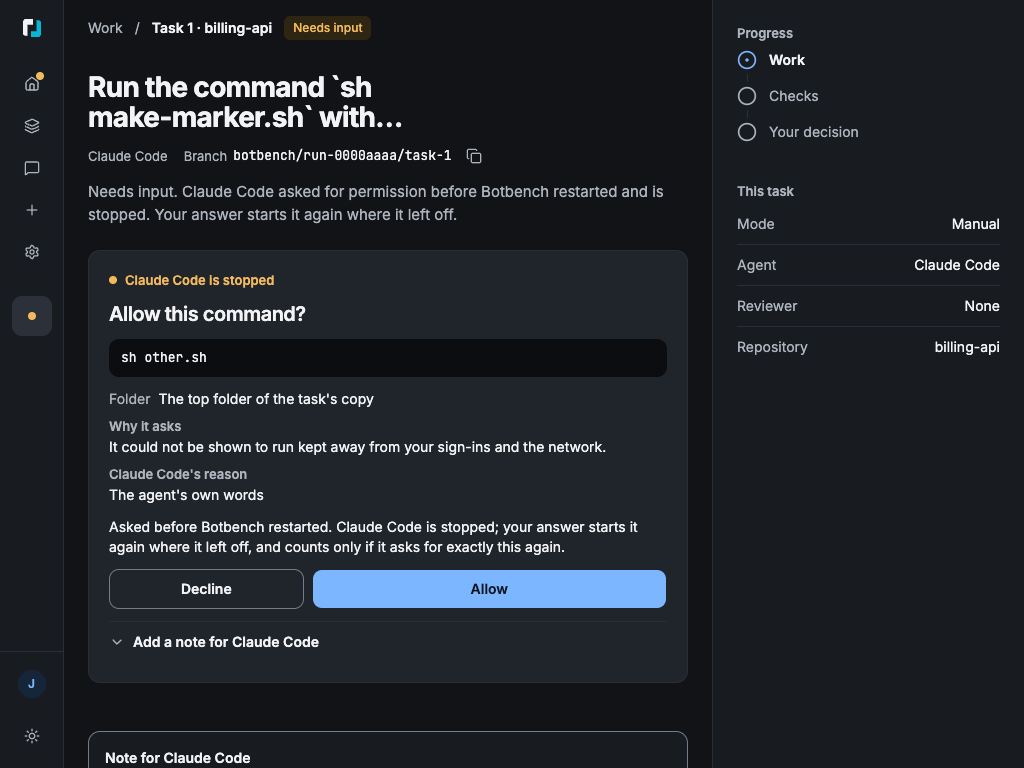 Work / Task 1 · billing-api Needs input
Run the command `sh
make-marker.sh` with…
Claude Code Branch botbench/run-0000aaaa/task-1
Needs input. Claude Code asked for permission before Botbench restarted and is
stopped. Your answer starts it again where it left off.
Claude Code is stopped
Allow this command?
sh other.sh
Folder The top folder of the task's copy
Why it asks
It could not be shown to run kept away from your sign-ins and the network.
Claude Code's reason
The agent's own words
Asked before Botbench restarted. Claude Code is stopped; your answer starts it
again where it left off, and counts only if it asks for exactly this again.
Decline Allow
Add a note for Claude Code
Note for Claude Code
J
Progress
Work
Checks
Your decision
This task
Mode Manual
Agent Claude Code
Reviewer None
Repository billing-api